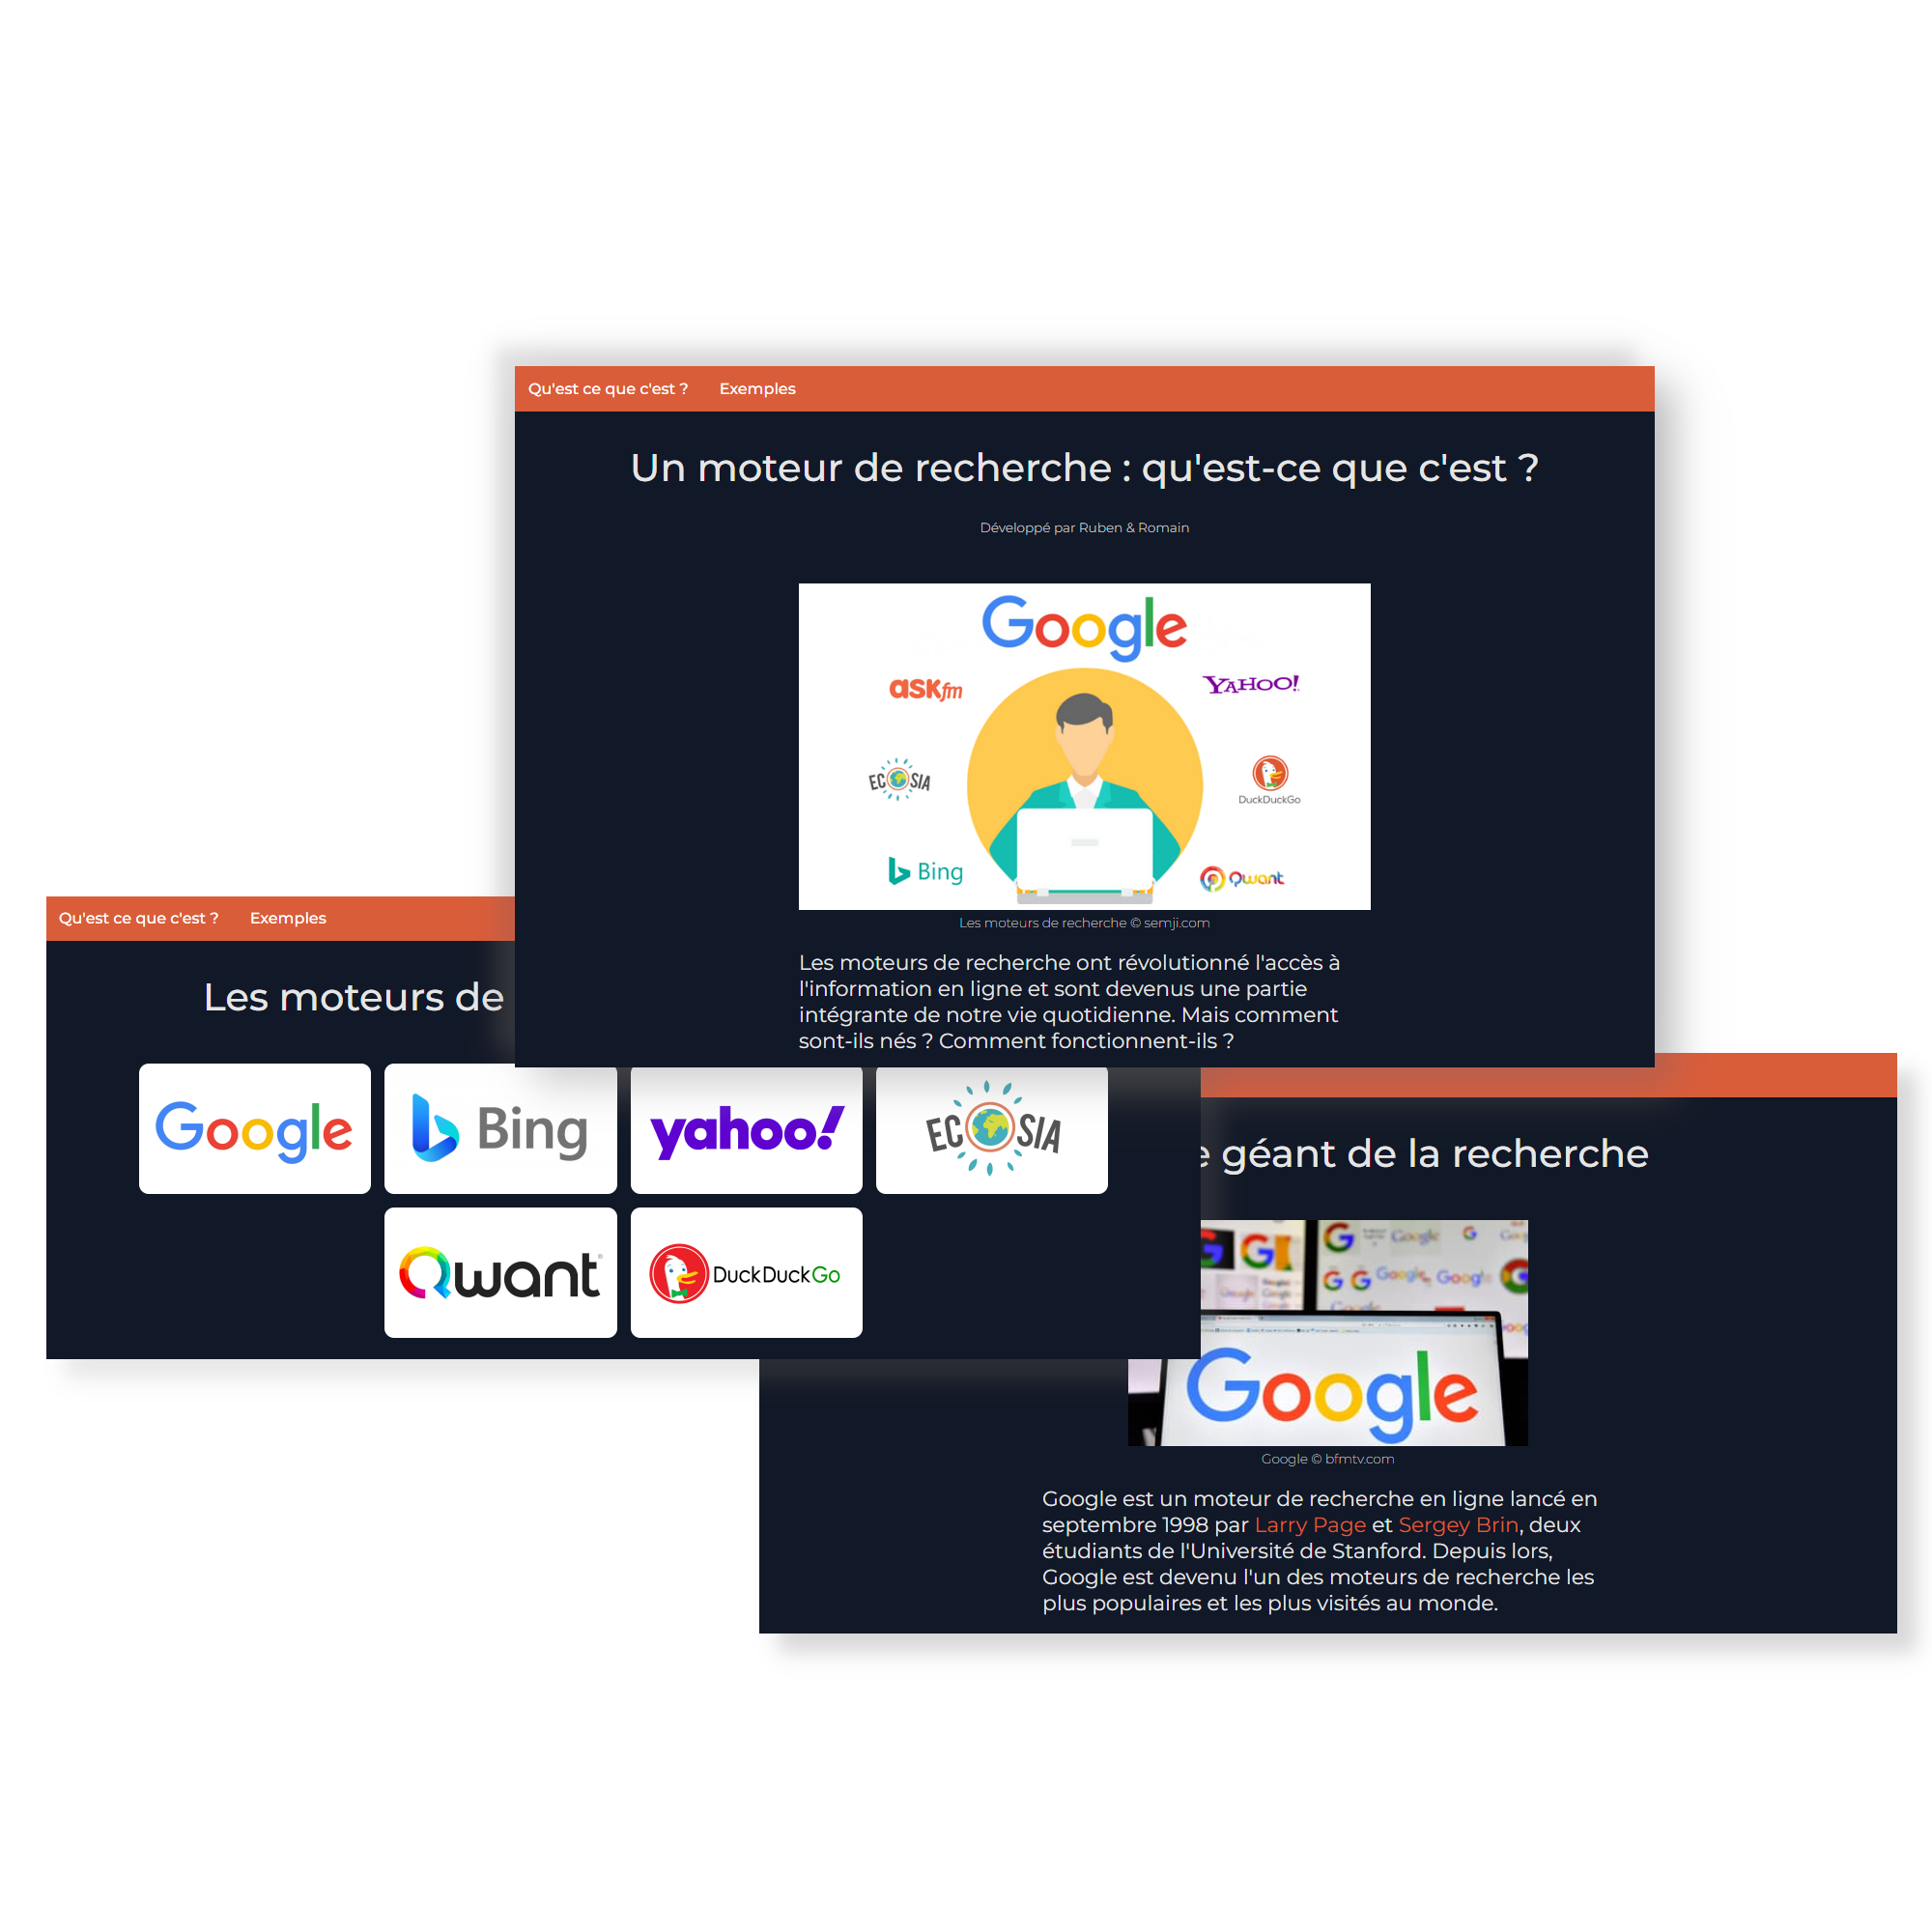 Qu'est ce que c'est ? Exemples
Un moteur de recherche : qu'est-ce que c'est ?
Développé par Ruben & Romain
Google
askfm
YAHOO!
ECOSIA
DuckDuckGo
Bing
Qwant
Les moteurs de recherche © semji.com
Les moteurs de recherche ont révolutionné l'accès à
l'information en ligne et sont devenus une partie
intégrante de notre vie quotidienne. Mais comment
sont-ils nés ? Comment fonctionnent-ils ?
Qu'est ce que c'est ? Exemples
Les moteurs de
Google
Bing
yahoo!
ECOSIA
Qwant
DuckDuckGo
géant de la recherche
Google
Google
Google
Google
Google
Google © bfmtv.com
Google est un moteur de recherche en ligne lancé en
septembre 1998 par Larry Page et Sergey Brin, deux
étudiants de l'Université de Stanford. Depuis lors,
Google est devenu l'un des moteurs de recherche les
plus populaires et les plus visités au monde.